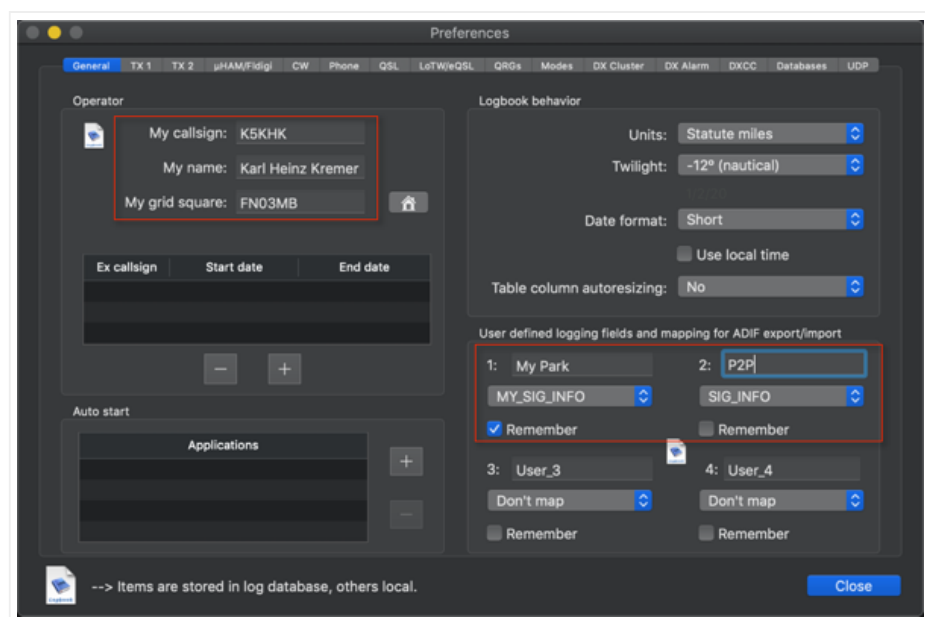 Preferences
General TX 1 TX 2 µHAM/Fldigi CW Phone QSL LoTW/eQSL QRGs Modes DX Cluster DX Alarm DXCC Databases UDP
Operator
My callsign: K5KHK
My name: Karl Heinz Kremer
My grid square: FN03MB
Ex callsign Start date End date
− +
Auto start
Applications
+
−
Logbook behavior
Units: Statute miles
Twilight: -12º (nautical)
Date format: Short
Use local time
Table column autoresizing: No
User defined logging fields and mapping for ADIF export/import
1: My Park 2: P2P
MY_SIG_INFO SIG_INFO
Remember Remember
3: User_3 4: User_4
Don't map Don't map
Remember Remember
--> Items are stored in log database, others local.
Close